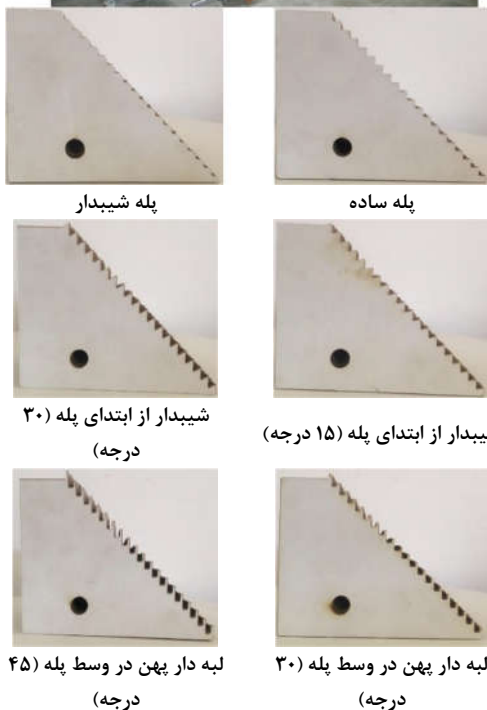 پله ساده
پله شیبدار
یبدار از ابتدای پله (۱۵ درجه)
شیبدار از ابتدای پله (۳۰
درجه)
لبه دار پهن در وسط پله (۳۰
درجه)
لبه دار پهن در وسط پله (۴۵
درجه)